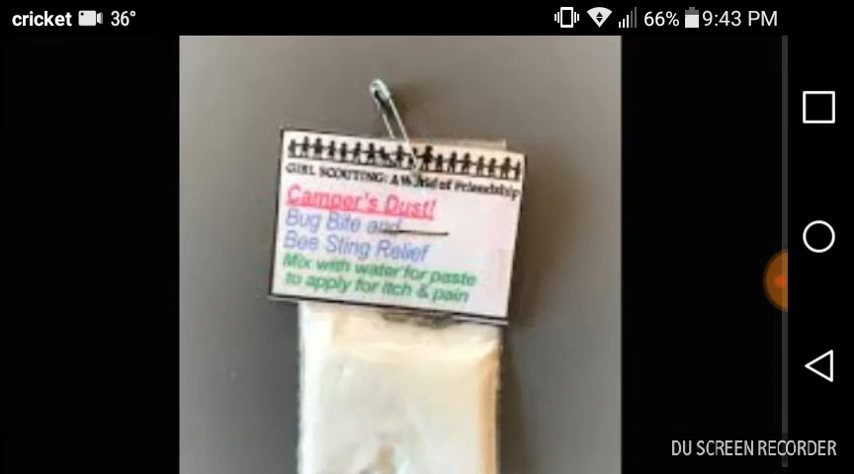 cricket 36° 66% 9:43 PM
GIRL SCOUTING: A World of Friendship
Camper's Dust!
Bug Bite and
Bee Sting Relief
Mix with water for paste
to apply for itch & pain
DU SCREEN RECORDER